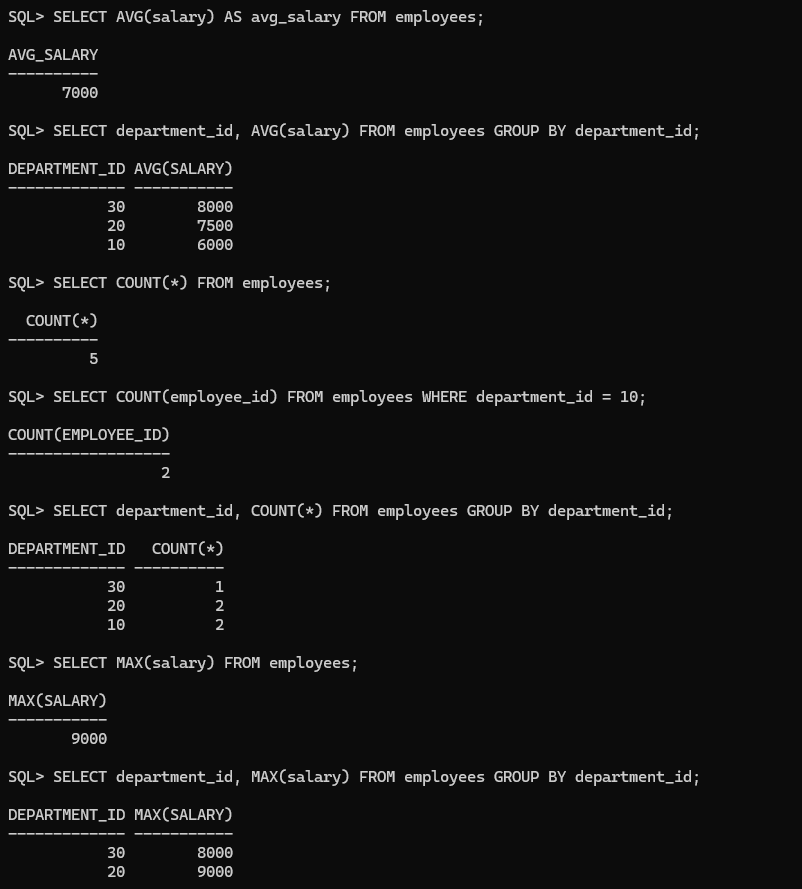 SQL> SELECT AVG(salary) AS avg_salary FROM employees;
AVG_SALARY
----------
      7000
SQL> SELECT department_id, AVG(salary) FROM employees GROUP BY department_id;
DEPARTMENT_ID AVG(SALARY)
------------- -----------
           30        8000
           20        7500
           10        6000
SQL> SELECT COUNT(*) FROM employees;
  COUNT(*)
----------
         5
SQL> SELECT COUNT(employee_id) FROM employees WHERE department_id = 10;
COUNT(EMPLOYEE_ID)
------------------
                 2
SQL> SELECT department_id, COUNT(*) FROM employees GROUP BY department_id;
DEPARTMENT_ID   COUNT(*)
------------- ----------
           30          1
           20          2
           10          2
SQL> SELECT MAX(salary) FROM employees;
MAX(SALARY)
-----------
       9000
SQL> SELECT department_id, MAX(salary) FROM employees GROUP BY department_id;
DEPARTMENT_ID MAX(SALARY)
------------- -----------
           30        8000
           20        9000